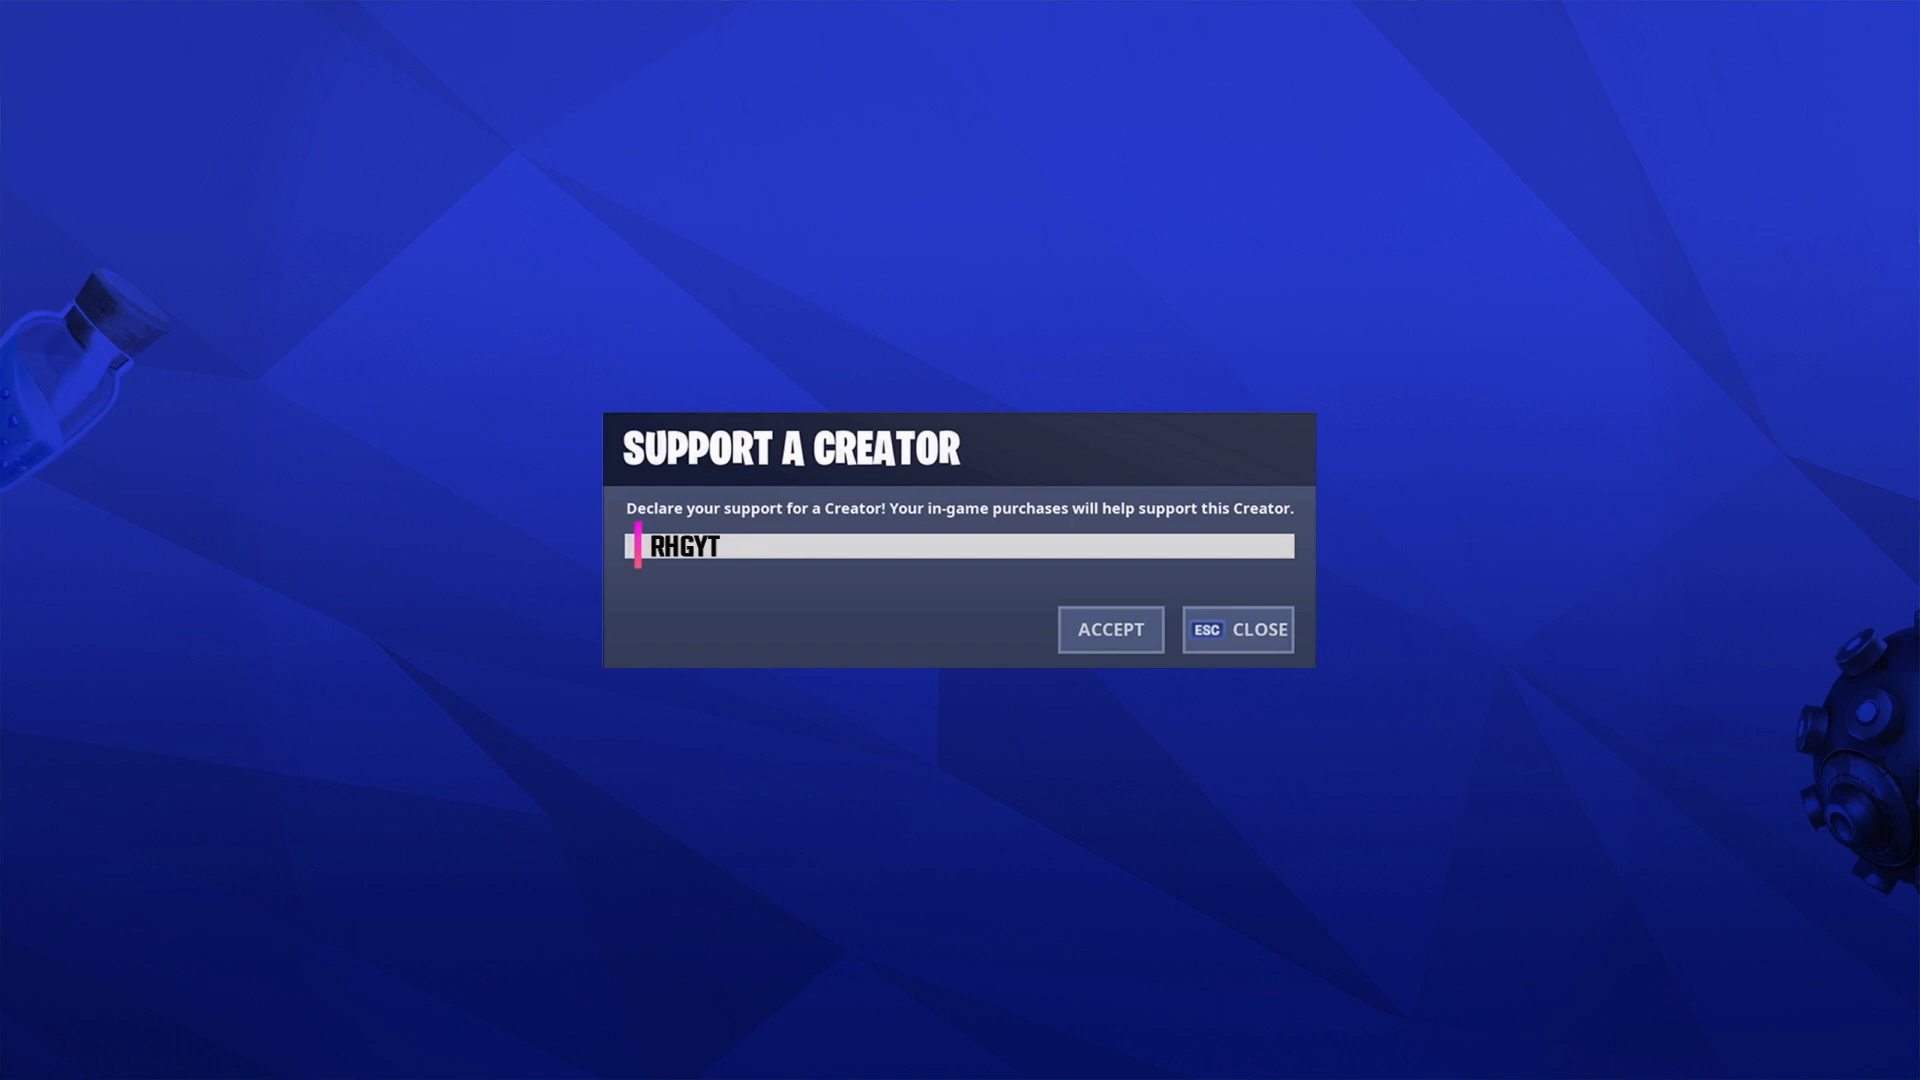 SUPPORT A CREATOR
Declare your support for a Creator! Your in-game purchases will help support this Creator.
RHGYT
ACCEPT
ESC CLOSE